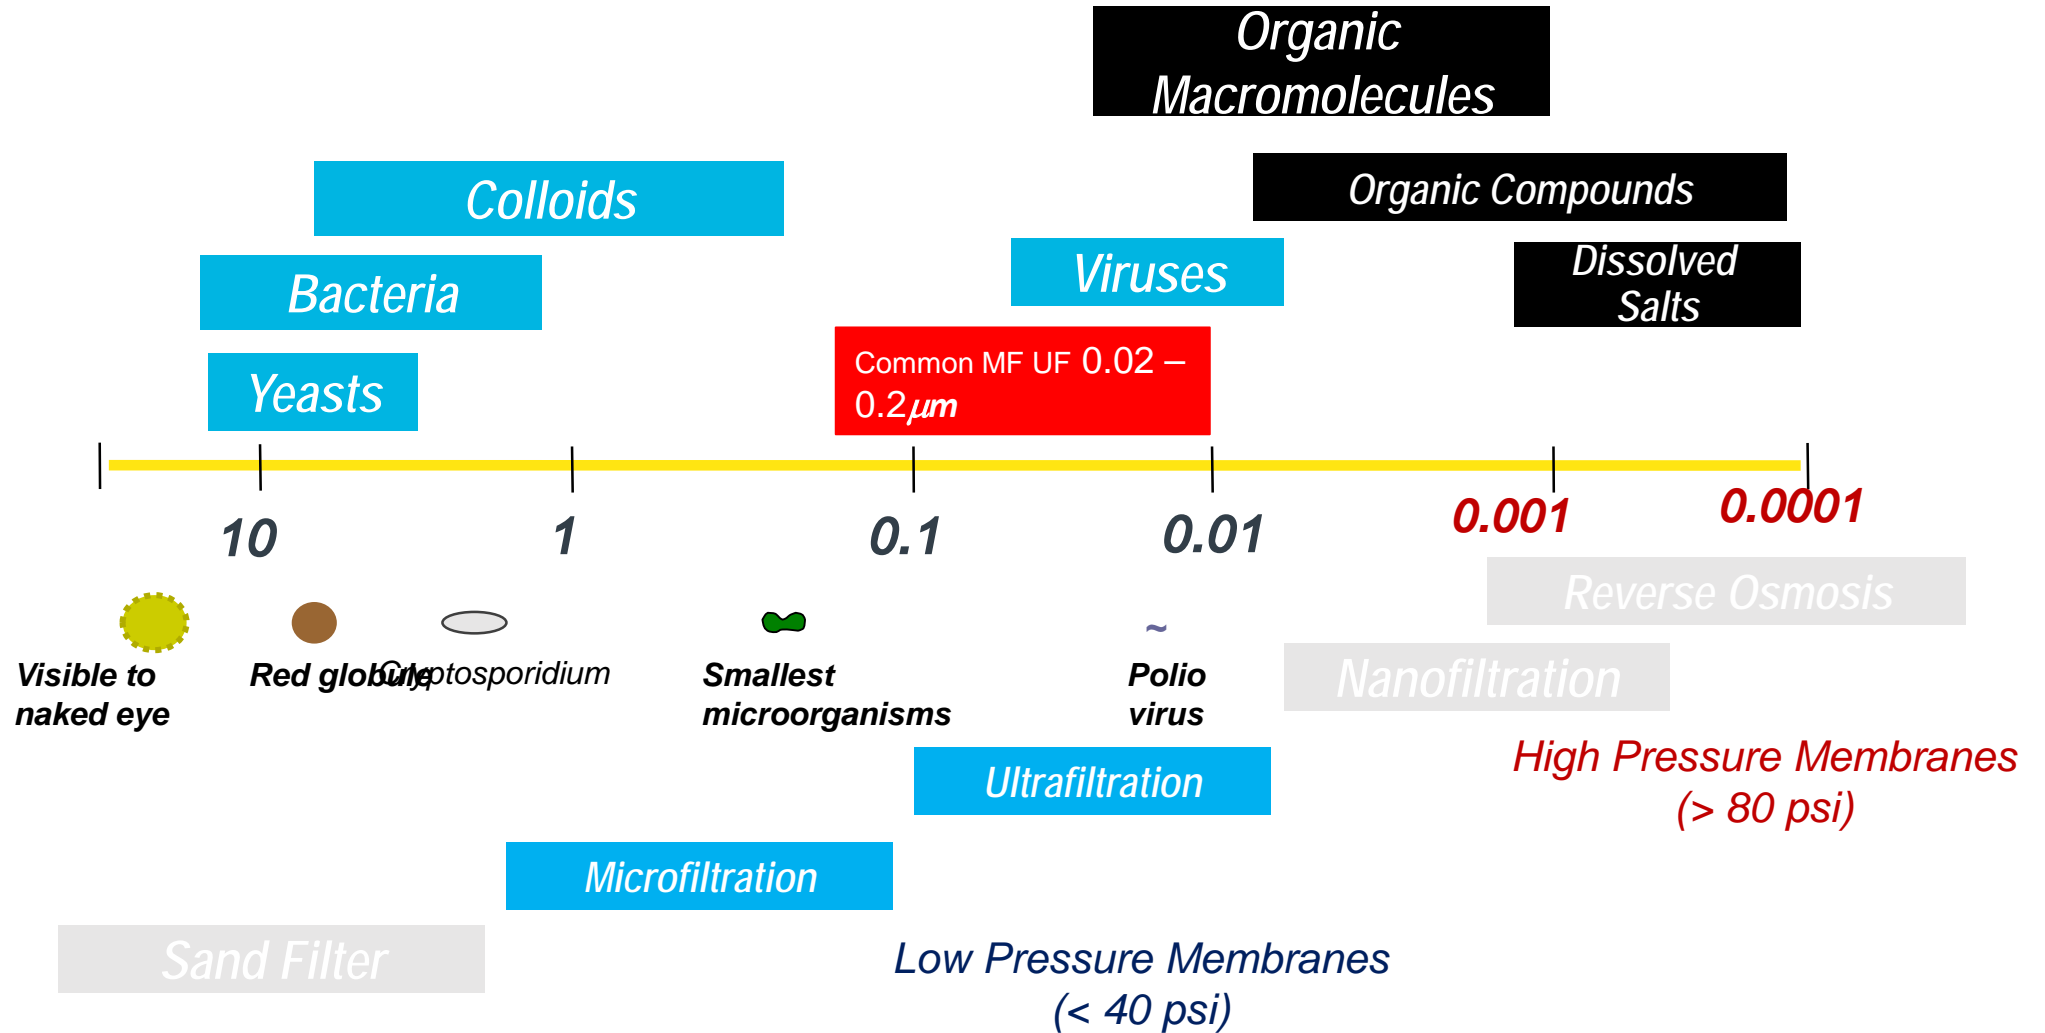 Organic
Macromolecules
Colloids
Organic Compounds
Bacteria
Viruses
Dissolved
Salts
Yeasts
Common MF UF 0.02 –
0.2μm
10
1
0.1
0.01
0.001
0.0001
Reverse Osmosis
Visible to
naked eye
Red globule
Cryptosporidium
Smallest
microorganisms
~
Polio
virus
Nanofiltration
High Pressure Membranes
(> 80 psi)
Ultrafiltration
Microfiltration
Sand Filter
Low Pressure Membranes
(< 40 psi)